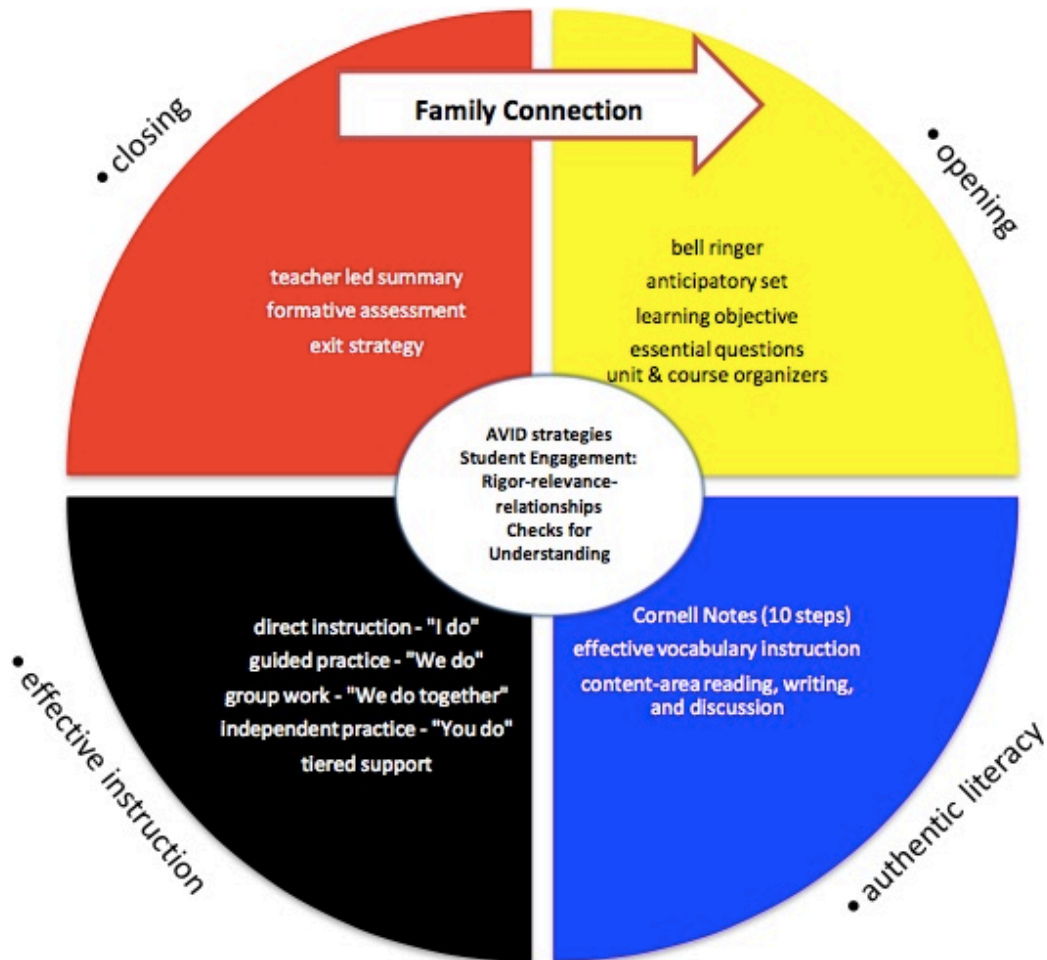 Family Connection
• closing
teacher led summary
formative assessment
exit strategy
• opening
bell ringer
anticipatory set
learning objective
essential questions
unit & course organizers
AVID strategies
Student Engagement:
Rigor-relevance-
relationships
Checks for
Understanding
• effective instruction
direct instruction - "I do"
guided practice - "We do"
group work - "We do together"
independent practice - "You do"
tiered support
Cornell Notes (10 steps)
effective vocabulary instruction
content-area reading, writing,
and discussion
• authentic literacy